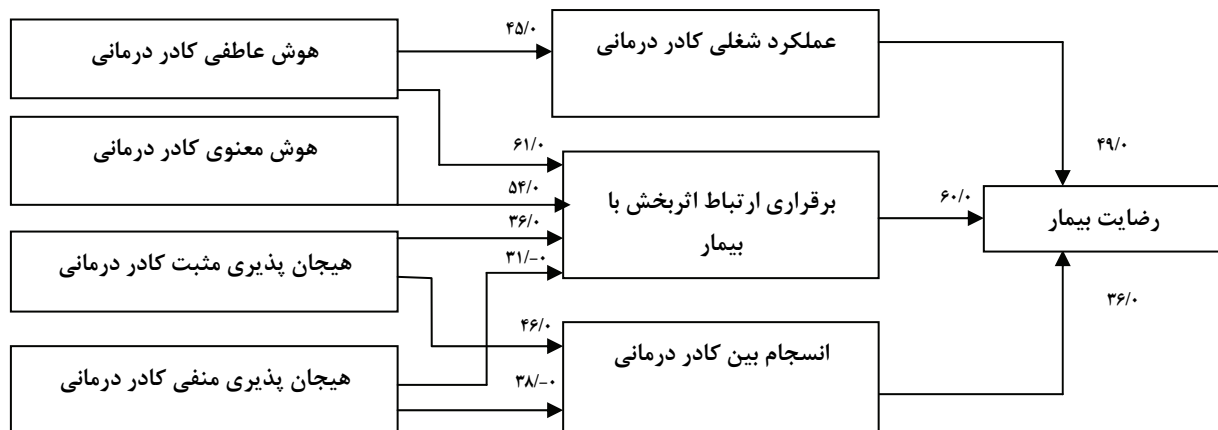 هوش عاطفی کادر درمانی
۴۵/۰
عملکرد شغلی کادر درمانی
هوش معنوی کادر درمانی
۶۱/۰
۴۹/۰
۵۴/۰
برقراری ارتباط اثربخش با
بیمار
۶۰/۰
رضایت بیمار
۳۶/۰
هیجان پذیری مثبت کادر درمانی
۳۱/-۰
۳۶/۰
۴۶/۰
انسجام بین کادر درمانی
هیجان پذیری منفی کادر درمانی
۳۸/-۰